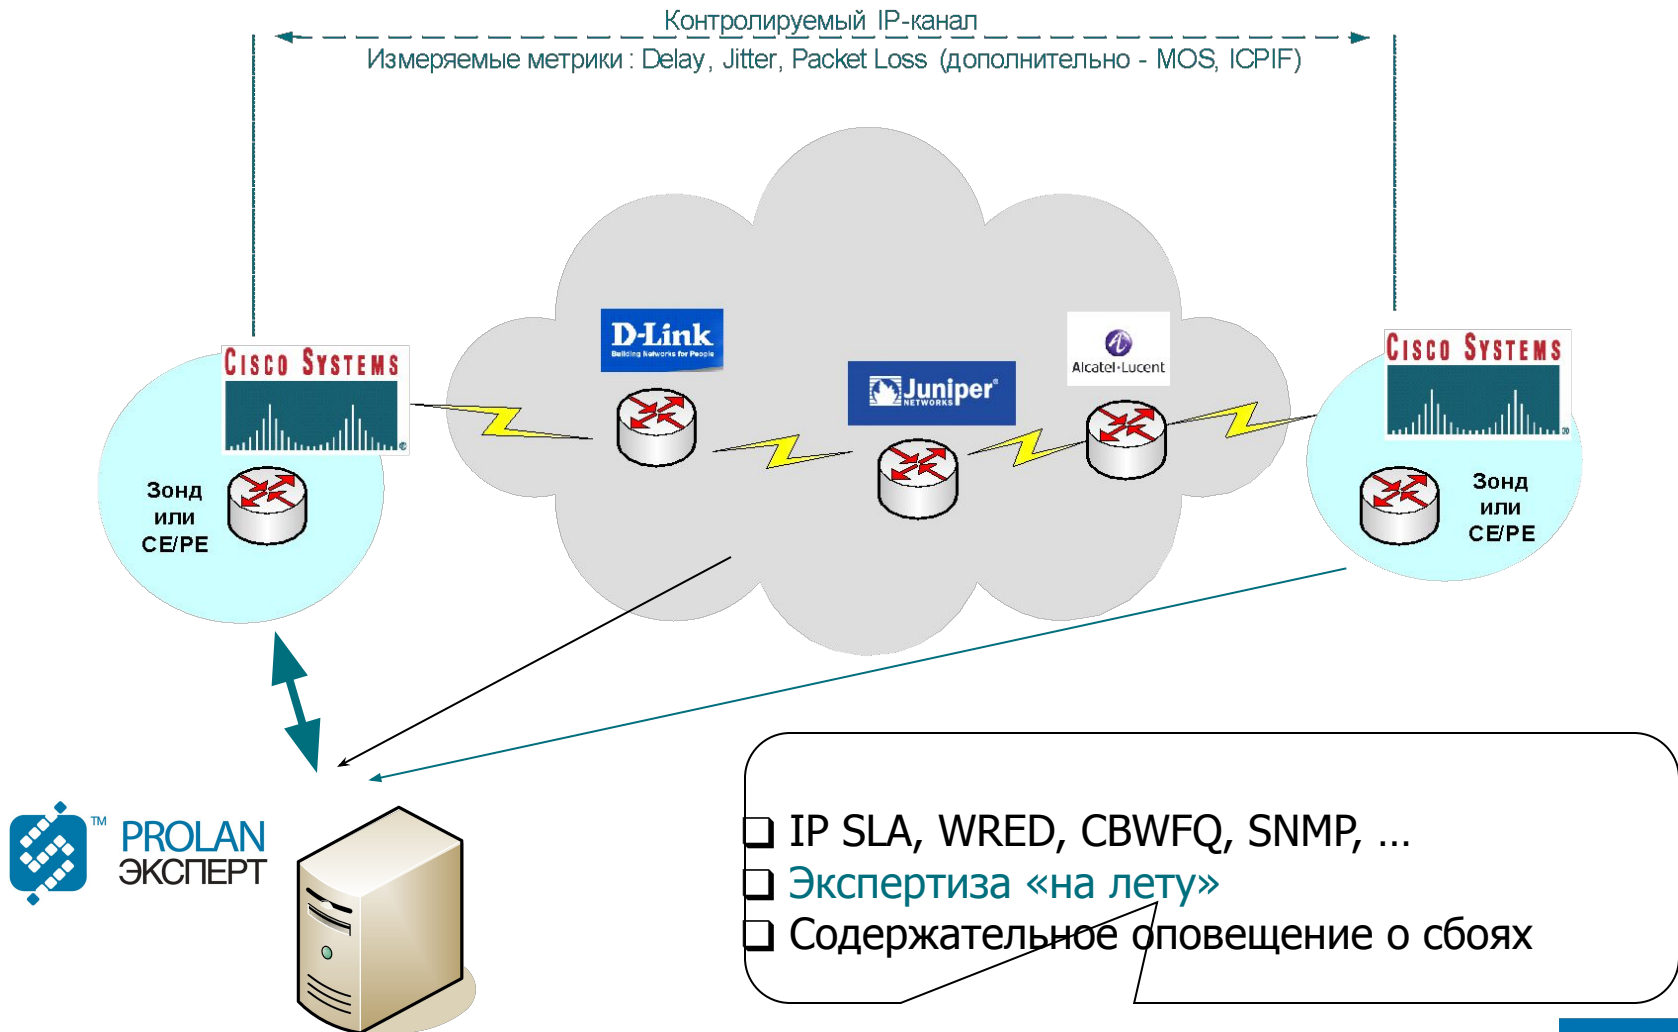 Контролируемый IP-канал
Измеряемые метрики : Delay, Jitter, Packet Loss (дополнительно - MOS, ICPIF)
D-Link
Building Networks for People
Alcatel·Lucent
CISCO SYSTEMS
CISCO SYSTEMS
Juniper®
NETWORKS
Зонд
или
CE/PE
Зонд
или
CE/PE
PROLAN
ЭКСПЕРТ
TM
IP SLA, WRED, CBWFQ, SNMP, ...
Экспертиза «на лету»
Содержательное оповещение о сбоях